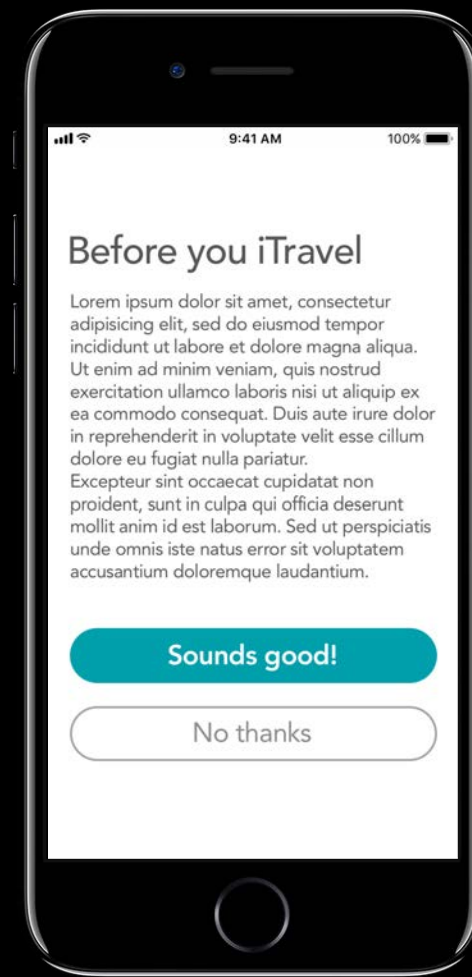 9:41 AM
100%
Before you iTravel
Lorem ipsum dolor sit amet, consectetur
adipisicing elit, sed do eiusmod tempor
incididunt ut labore et dolore magna aliqua.
Ut enim ad minim veniam, quis nostrud
exercitation ullamco laboris nisi ut aliquip ex
ea commodo consequat. Duis aute irure dolor
in reprehenderit in voluptate velit esse cillum
dolore eu fugiat nulla pariatur.
Excepteur sint occaecat cupidatat non
proident, sunt in culpa qui officia deserunt
mollit anim id est laborum. Sed ut perspiciatis
unde omnis iste natus error sit voluptatem
accusantium doloremque laudantium.
Sounds good!
No thanks